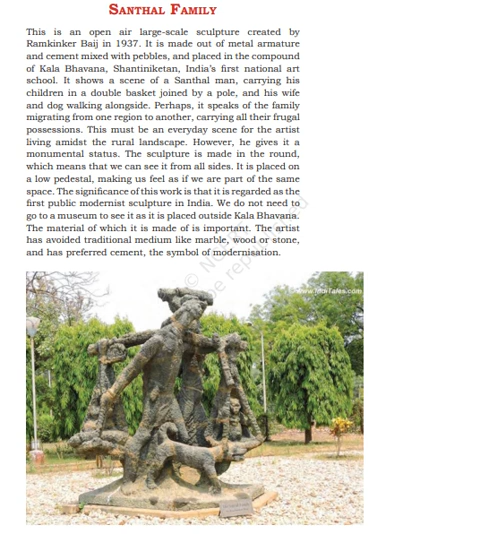 SANTHAL FAMILY
This is an open air large-scale sculpture created by
Ramkinker Baij in 1937. It is made out of metal armature
and cement mixed with pebbles, and placed in the compound
of Kala Bhavana, Shantiniketan, India's first national art
school. It shows a scene of a Santhal man, carrying his
children in a double basket joined by a pole, and his wife
and dog walking alongside. Perhaps, it speaks of the family
migrating from one region to another, carrying all their frugal
possessions. This must be an everyday scene for the artist
living amidst the rural landscape. However, he gives it a
monumental status. The sculpture is made in the round,
which means that we can see it from all sides. It is placed on
a low pedestal, making us feel as if we are part of the same
space. The significance of this work is that it is regarded as the
first public modernist sculpture in India. We do not need to
go to a museum to see it as it is placed outside Kala Bhavana.
The material of which it is made of is important. The artist
has avoided traditional medium like marble, wood or stone,
and has preferred cement, the symbol of modernisation.